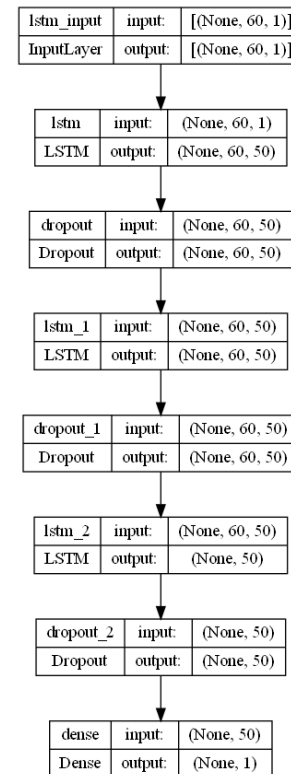 lstm_input input: [(None, 60, 1)]
InputLayer output: [(None, 60, 1)]
lstm input: (None, 60, 1)
LSTM output: (None, 60, 50)
dropout input: (None, 60, 50)
Dropout output: (None, 60, 50)
lstm_1 input: (None, 60, 50)
LSTM output: (None, 60, 50)
dropout_1 input: (None, 60, 50)
Dropout output: (None, 60, 50)
lstm_2 input: (None, 60, 50)
LSTM output: (None, 50)
dropout_2 input: (None, 50)
Dropout output: (None, 50)
dense input: (None, 50)
Dense output: (None, 1)